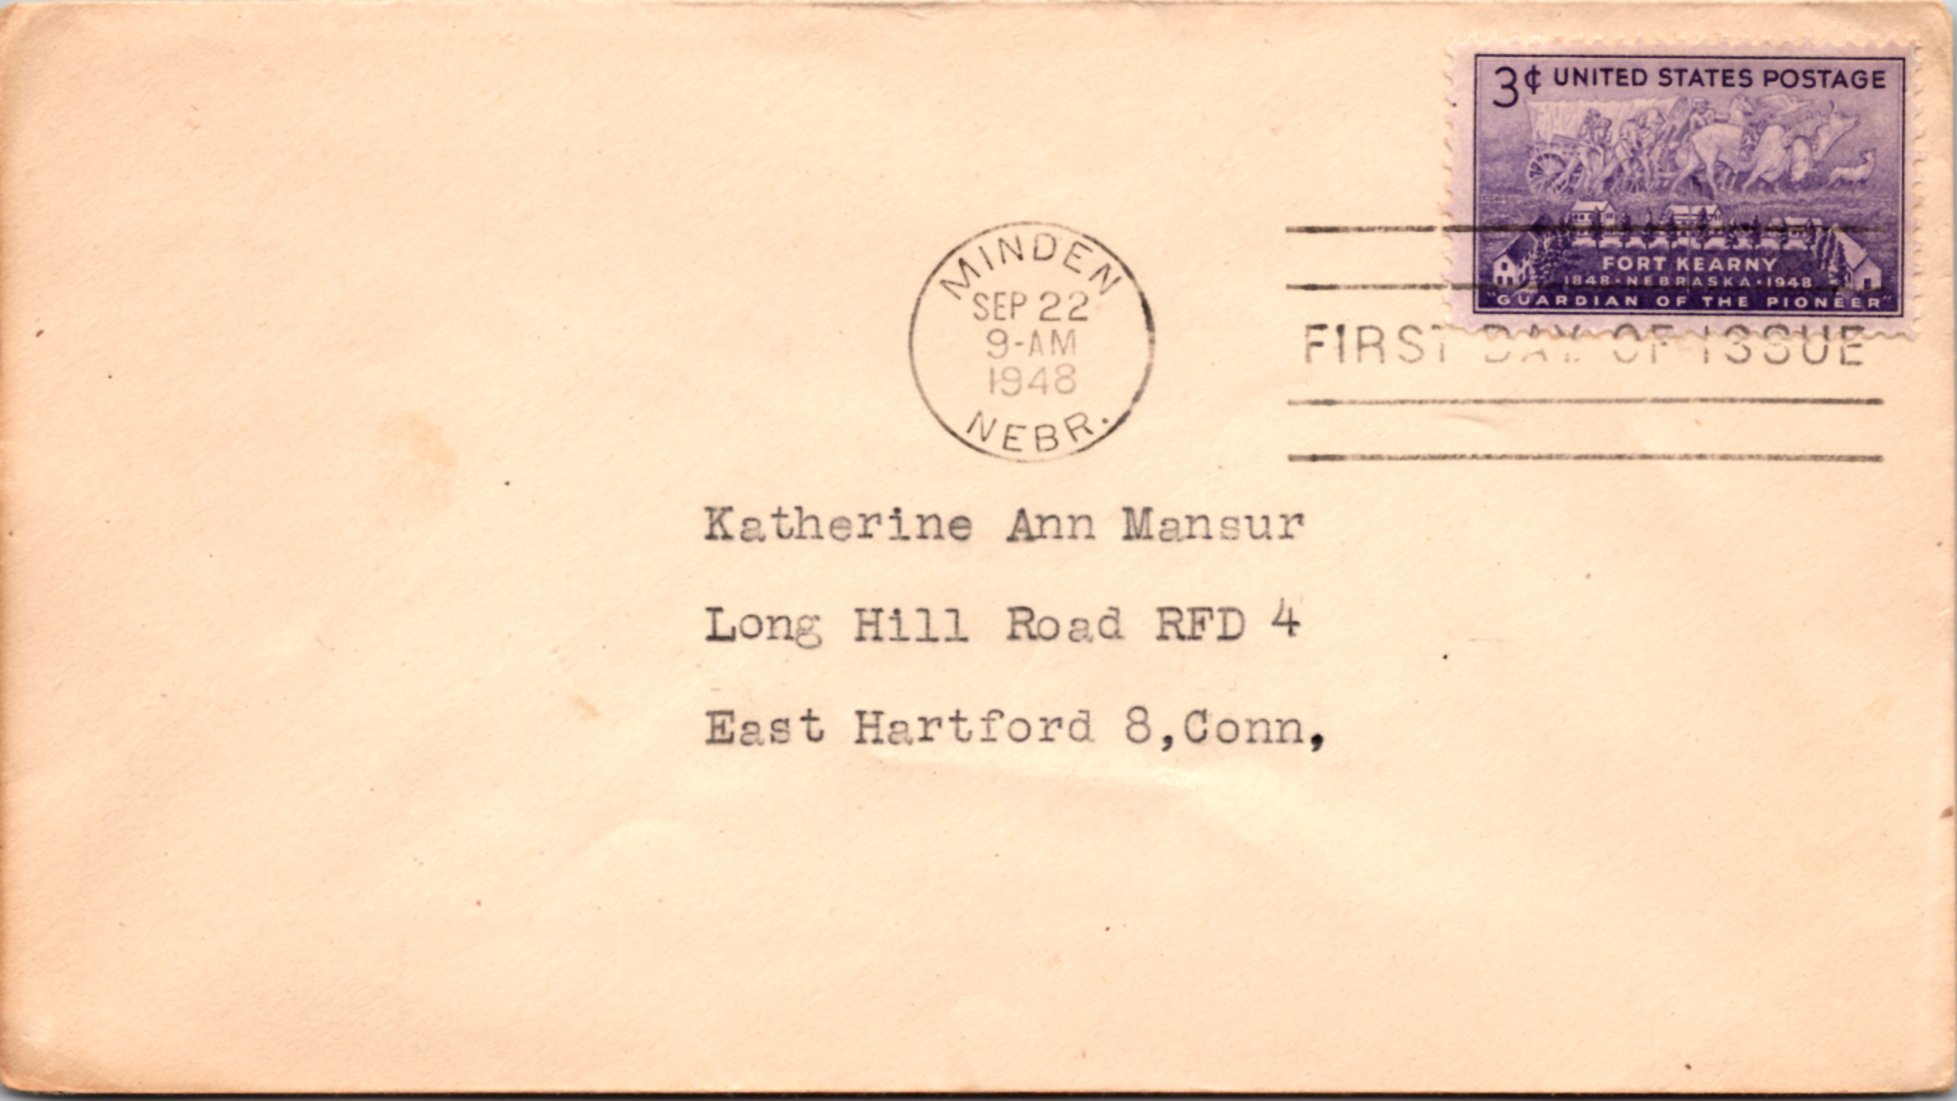 3¢ UNITED STATES POSTAGE
FORT KEARNY
1848·NEBRASKA·1948
"GUARDIAN OF THE PIONEER"
MINDEN
SEP 22
9-AM
1948
NEBR.
FIRST DAY OF ISSUE
Katherine Ann Mansur
Long Hill Road RFD 4
East Hartford 8,Conn,